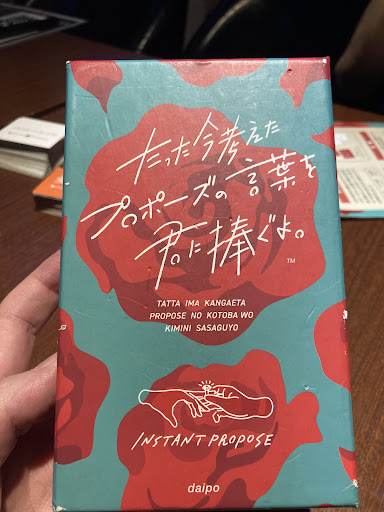 たった今考えた
プロポーズの言葉を
君に捧ぐよ。
TM
TATTA IMA KANGAETA
PROPOSE NO KOTOBA WO
KIMINI SASAGUYO
INSTANT PROPOSE
daipo